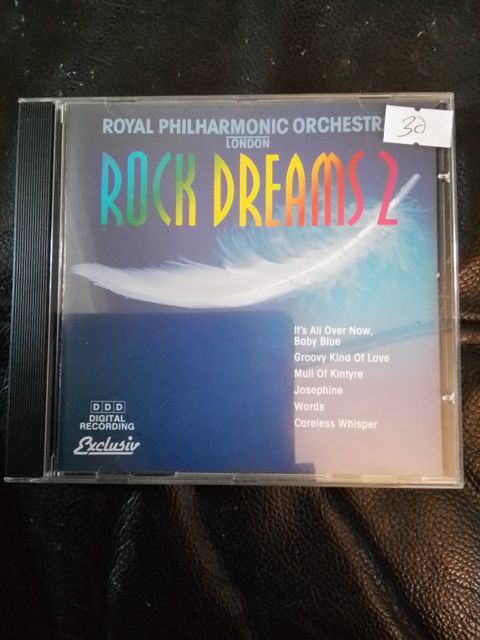 ROYAL PHILHARMONIC ORCHESTR
LONDON
30
ROCK DREAMS 2
It's All Over Now,
Baby Blue
Groovy Kind Of Love
Mull Of Kintyre
Josephine
Words
Careless Whisper
DDD
DIGITAL
RECORDING
Exclusiv